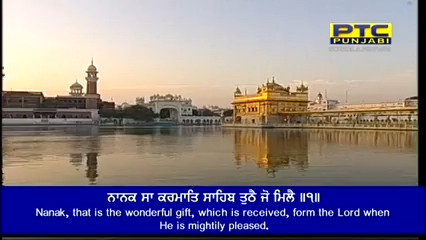 PTC
PUNJABI
ਨਾਨਕ ਸਾ ਕਰਮਾਤਿ ਸਾਹਿਬ ਤੁਠੈ ਜੋ ਮਿਲੈ ॥੧॥
Nanak, that is the wonderful gift, which is received, form the Lord when
He is mightily pleased.